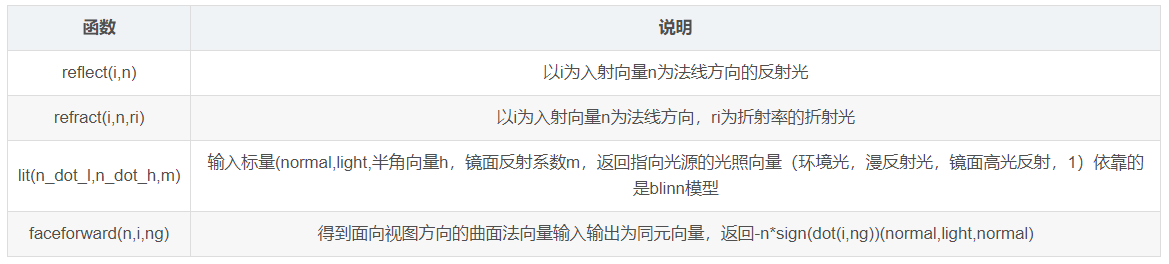 函数 说明
reflect(i,n) 以i为入射向量n为法线方向的反射光
refract(i,n,ri) 以i为入射向量n为法线方向，ri为折射率的折射光
lit(n_dot_l,n_dot_h,m) 输入标量(normal,light,半角向量h，镜面反射系数m，返回指向光源的光照向量（环境光，漫反射光，镜面高光反射，1）依靠的
是blinn模型
faceforward(n,i,ng) 得到面向视图方向的曲面法向量输入输出为同元向量，返回-n*sign(dot(i,ng))(normal,light,normal)